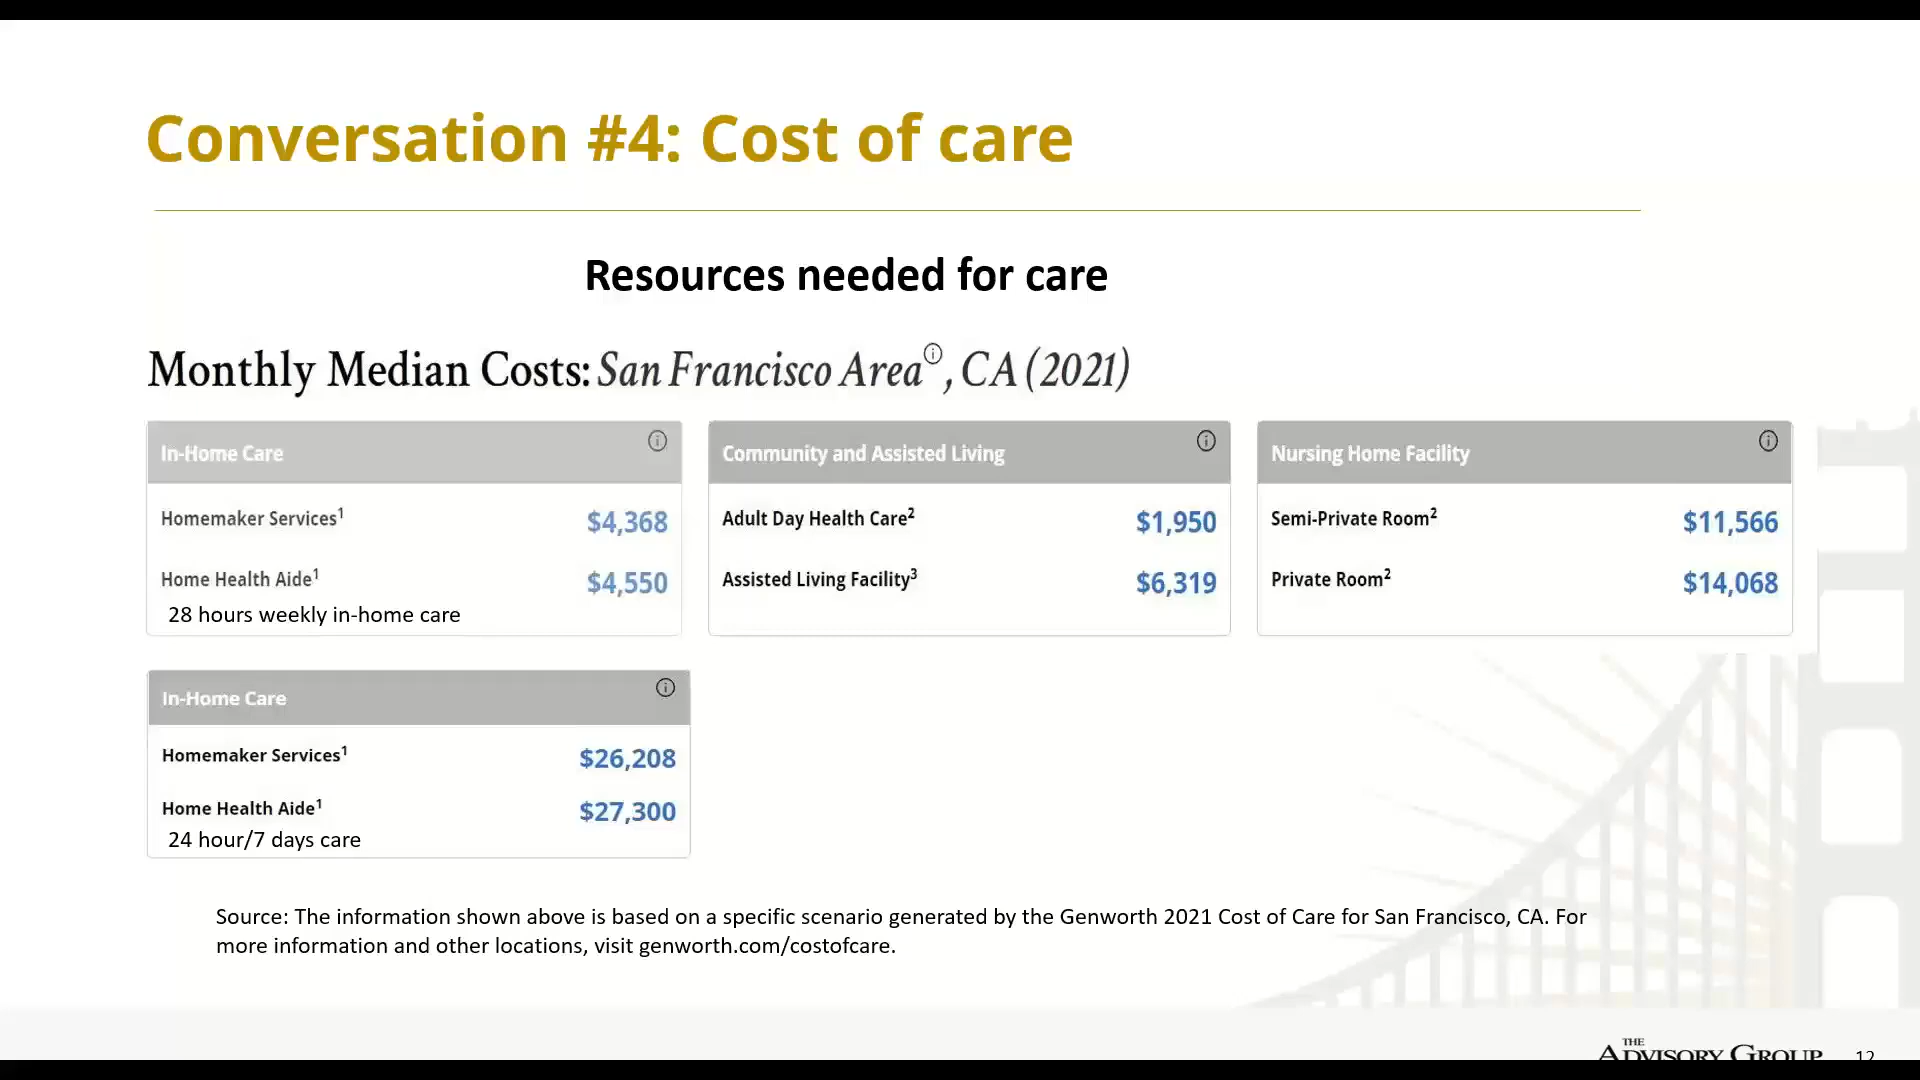 Conversation #4: Cost of care
Resources needed for care
Monthly Median Costs: San Francisco Area ⓘ, CA (2021)
In-Home Care ⓘ
Homemaker Services¹ $4,368
Home Health Aide¹ $4,550
28 hours weekly in-home care
Community and Assisted Living ⓘ
Adult Day Health Care² $1,950
Assisted Living Facility³ $6,319
Nursing Home Facility ⓘ
Semi-Private Room² $11,566
Private Room² $14,068
In-Home Care ⓘ
Homemaker Services¹ $26,208
Home Health Aide¹ $27,300
24 hour/7 days care
Source: The information shown above is based on a specific scenario generated by the Genworth 2021 Cost of Care for San Francisco, CA. For
more information and other locations, visit genworth.com/costofcare.
THE
ADVISORY GROUP
12